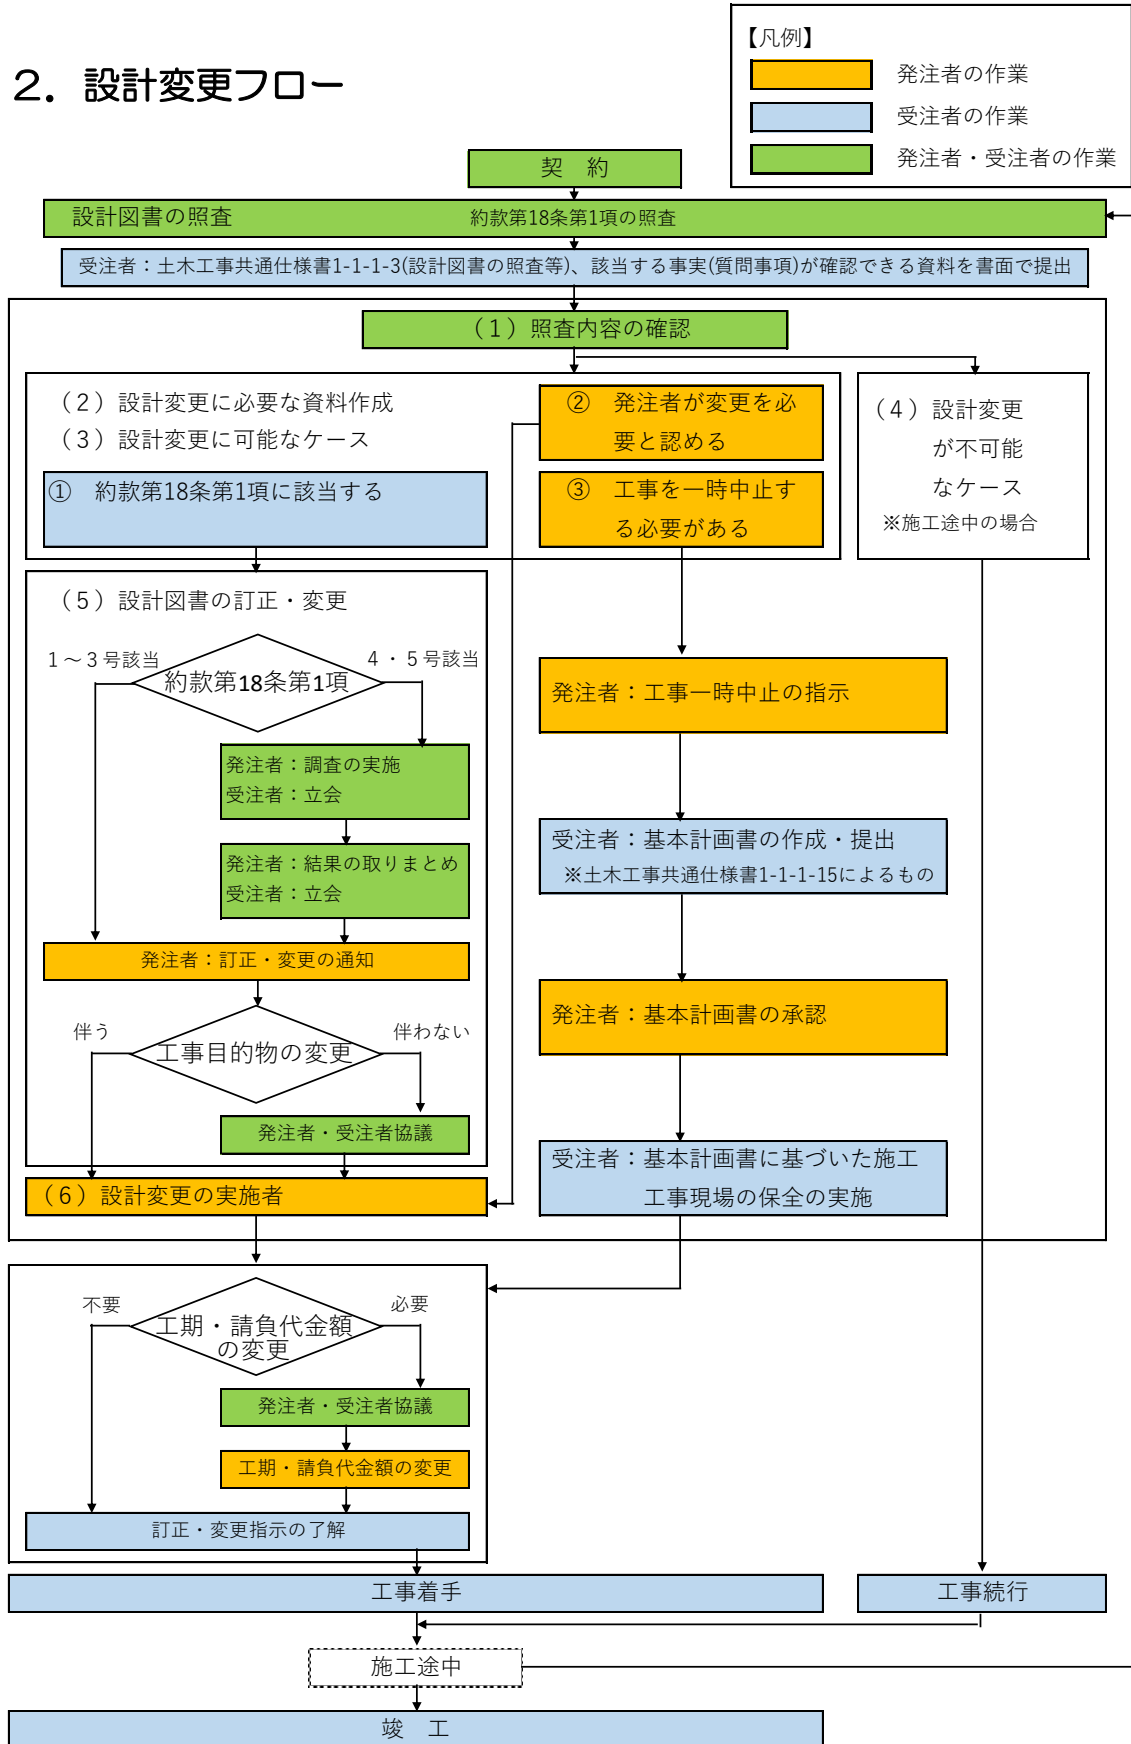 【凡例】
発注者の作業
受注者の作業
発注者・受注者の作業
２．設計変更フロー
契　約
設計図書の照査　約款第18条第1項の照査
受注者：土木工事共通仕様書1-1-1-3(設計図書の照査等)、該当する事実(質問事項)が確認できる資料を書面で提出
（１）照査内容の確認
（２）設計変更に必要な資料作成
（３）設計変更に可能なケース
①　約款第18条第1項に該当する
②　発注者が変更を必
要と認める
③　工事を一時中止す
る必要がある
（４）設計変更
が不可能
なケース
※施工途中の場合
（５）設計図書の訂正・変更
１～３号該当
４・５号該当
約款第18条第1項
発注者：調査の実施
受注者：立会
発注者：結果の取りまとめ
受注者：立会
発注者：訂正・変更の通知
伴う
伴わない
工事目的物の変更
発注者・受注者協議
（６）設計変更の実施者
発注者：工事一時中止の指示
受注者：基本計画書の作成・提出
※土木工事共通仕様書1-1-1-15によるもの
発注者：基本計画書の承認
受注者：基本計画書に基づいた施工
工事現場の保全の実施
不要
必要
工期・請負代金額
の変更
発注者・受注者協議
工期・請負代金額の変更
訂正・変更指示の了解
工事着手
工事続行
施工途中
竣　工